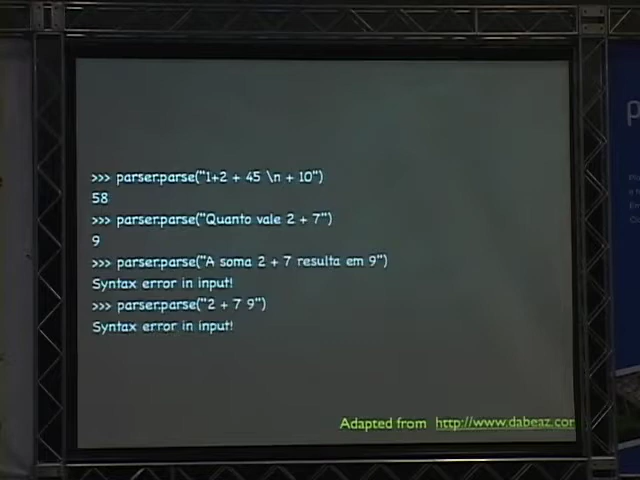 >>> parser.parse("1+2 + 45 \n + 10")
58
>>> parser.parse("Quanto vale 2 + 7")
9
>>> parser.parse("A soma 2 + 7 resulta em 9")
Syntax error in input!
>>> parser.parse("2 + 7 9")
Syntax error in input!
Adapted from http://www.dabeaz.com
p